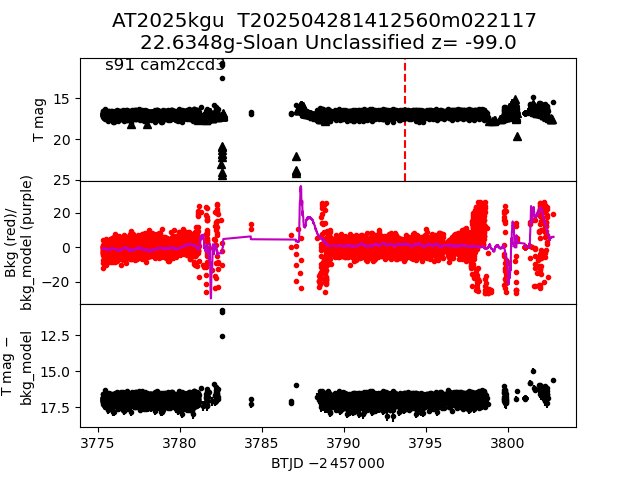 AT2025kgu  T202504281412560m022117
22.6348g-Sloan Unclassified z= -99.0
s91 cam2ccd3
T mag
15
20
25
Bkg (red)/
bkg_model (purple)
20
0
−20
T mag −
bkg_model
12.5
15.0
17.5
3775 3780 3785 3790 3795 3800
BTJD −2 457 000